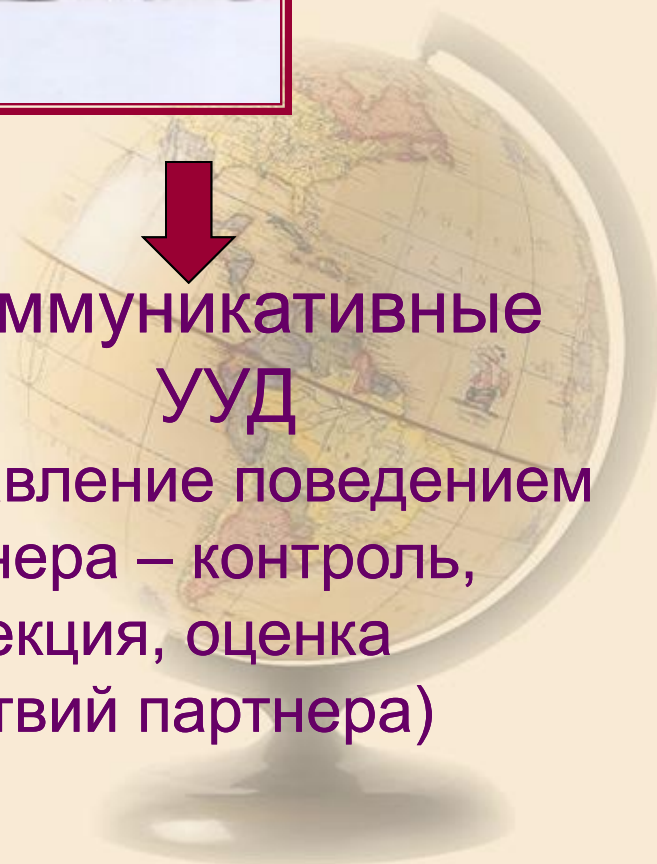 ммуникативные
УУД
вление поведением
нера – контроль,
екция, оценка
твий партнера)